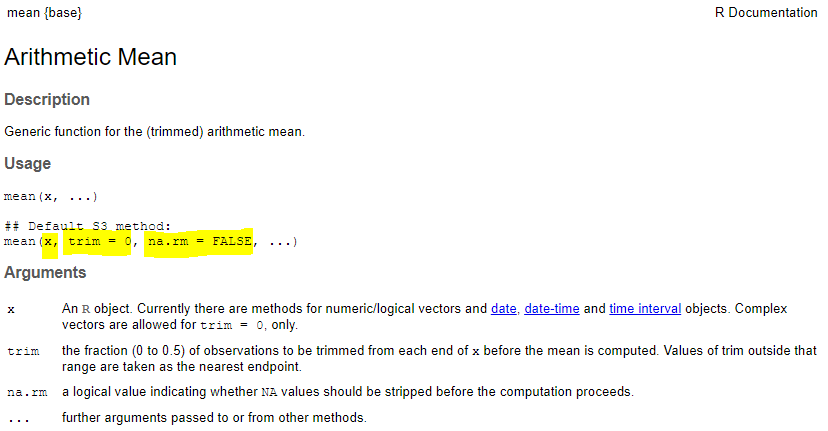 mean {base}
R Documentation
Arithmetic Mean
Description
Generic function for the (trimmed) arithmetic mean.
Usage
mean(x, ...)
## Default S3 method:
mean(x, trim = 0, na.rm = FALSE, ...)
Arguments
x An R object. Currently there are methods for numeric/logical vectors and date, date-time and time interval objects. Complex
vectors are allowed for trim = 0, only.
trim the fraction (0 to 0.5) of observations to be trimmed from each end of x before the mean is computed. Values of trim outside that
range are taken as the nearest endpoint.
na.rm a logical value indicating whether NA values should be stripped before the computation proceeds.
... further arguments passed to or from other methods.